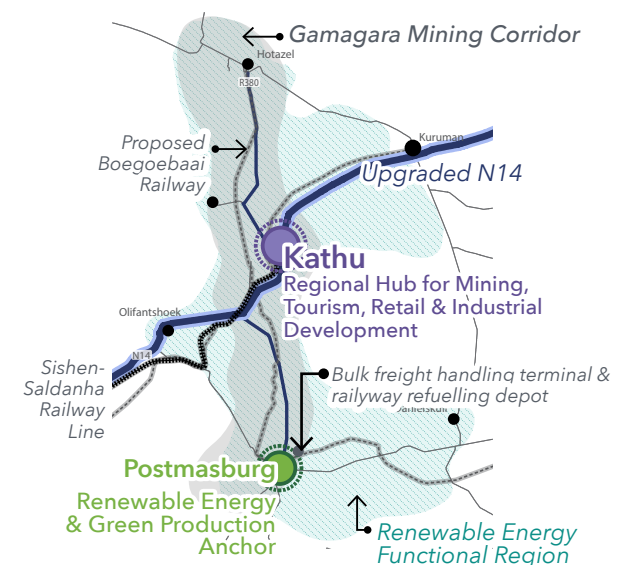 Gamagara Mining Corridor
Hotazel
R380
Proposed
Boegoebaai
Railway
Kuruman
Upgraded N14
Kathu
Regional Hub for Mining,
Tourism, Retail & Industrial
Development
Olifantshoek
N14
Sishen-
Saldanha
Railway
Line
Bulk freight handling terminal &
railyway refuelling depot
Postmasburg
Renewable Energy
& Green Production
Anchor
Renewable Energy
Functional Region